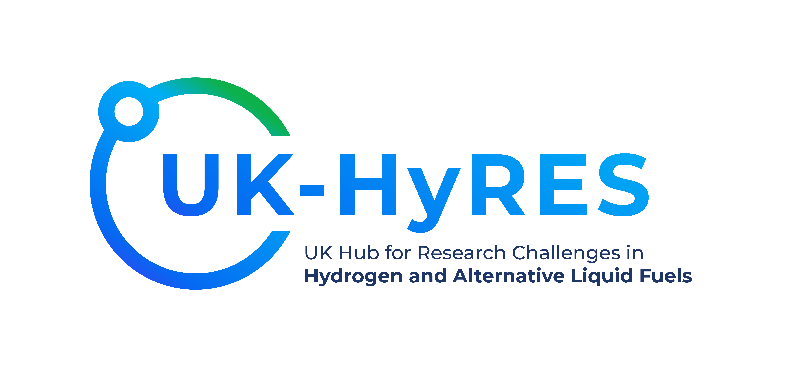 UK-HyRES
UK Hub for Research Challenges in
Hydrogen and Alternative Liquid Fuels